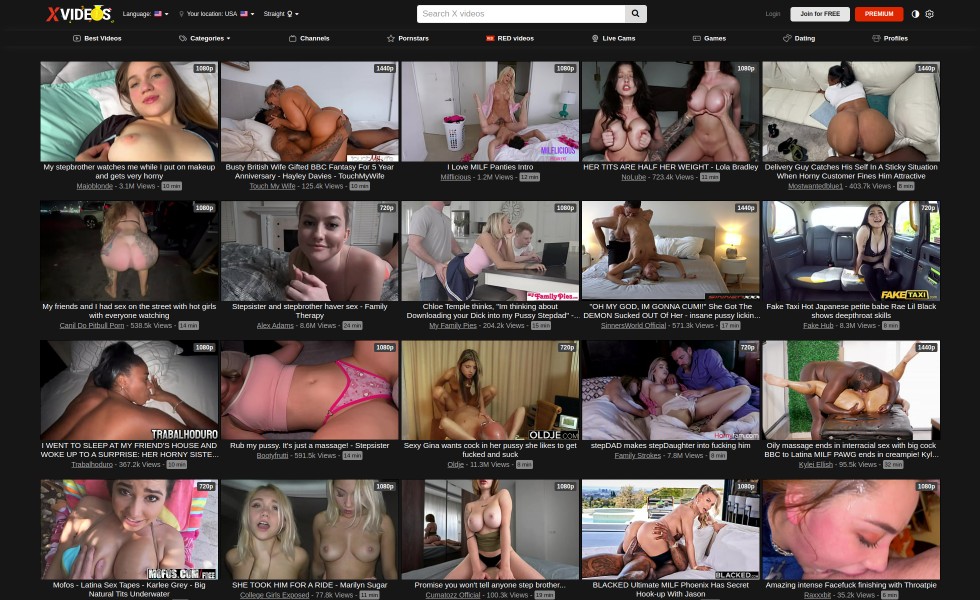 XVIDEOS
Language:
Your location: USA
Straight
Search X videos
Login
Join for FREE
PREMIUM
Best Videos
Categories
Channels
Pornstars
RED videos
Live Cams
Games
Dating
Profiles
1080p
1440p
1080p
1080p
1440p
MILFLICIOUS
My stepbrother watches me while I put on makeup
and gets very horny
Maioblonde - 3.1M Views - 10 min
Busty British Wife Gifted BBC Fantasy For 5 Year
Anniversary - Hayley Davies - TouchMyWife
Touch My Wife - 125.4k Views - 10 min
I Love MILF Panties Intro
Milflicious - 1.2M Views - 12 min
HER TITS ARE HALF HER WEIGHT - Lola Bradley
NoLube - 723.4k Views - 11 min
Delivery Guy Catches His Self In A Sticky Situation
When Horny Customer Fines Him Attractive
Mostwantedblue1 - 403.7k Views - 8 min
1080p
720p
1080p
1440p
720p
My Family Pies
FAKE TAXI
My friends and I had sex on the street with hot girls
with everyone watching
Canil Do Pitbull Porn - 538.5k Views - 14 min
Stepsister and stepbrother haver sex - Family
Therapy
Alex Adams - 8.6M Views - 24 min
Chloe Temple thinks, "Im thinking about
Downloading your Dick into my Pussy Stepdad" -...
My Family Pies - 204.2k Views - 15 min
"OH MY GOD, IM GONNA CUM!!" She Got The
DEMON Sucked OUT Of Her - insane pussy lickin...
SinnersWorld Official - 571.3k Views - 17 min
Fake Taxi Hot Japanese petite babe Rae Lil Black
shows deepthroat skills
Fake Hub - 8.3M Views - 8 min
1080p
1080p
720p
720p
1440p
TRABALHODURO
OLDJE.COM
I WENT TO SLEEP AT MY FRIEND'S HOUSE AND
WOKE UP TO A SURPRISE: HER HORNY SISTE...
Trabalhoduro - 367.2k Views - 10 min
Rub my pussy. It's just a massage! - Stepsister
Bootyfruti - 591.5k Views - 14 min
Sexy Gina wants cock in her pussy she likes to get
fucked and suck
Oldje - 11.3M Views - 8 min
stepDAD makes stepDaughter into fucking him
Family Strokes - 7.8M Views - 8 min
Oily massage ends in interracial sex with big cock
BBC to Latina MILF PAWG ends in creampie! Kyl...
Kylei Ellish - 95.5k Views - 32 min
720p
1080p
1080p
1080p
1080p
MOFOS.COM FREE
BLACKED
Mofos - Latina Sex Tapes - Karlee Grey - Big
Natural Tits Underwater
SHE TOOK HIM FOR A RIDE - Marilyn Sugar
College Girls Exposed - 77.8k Views - 11 min
Promise you won't tell anyone step brother...
Cumatozz Official - 100.3k Views - 19 min
BLACKED Ultimate MILF Phoenix Has Secret
Hook-up With Jason
Amazing intense Facefuck finishing with Throatpie
Raxxxbit - 35.2k Views - 6 min